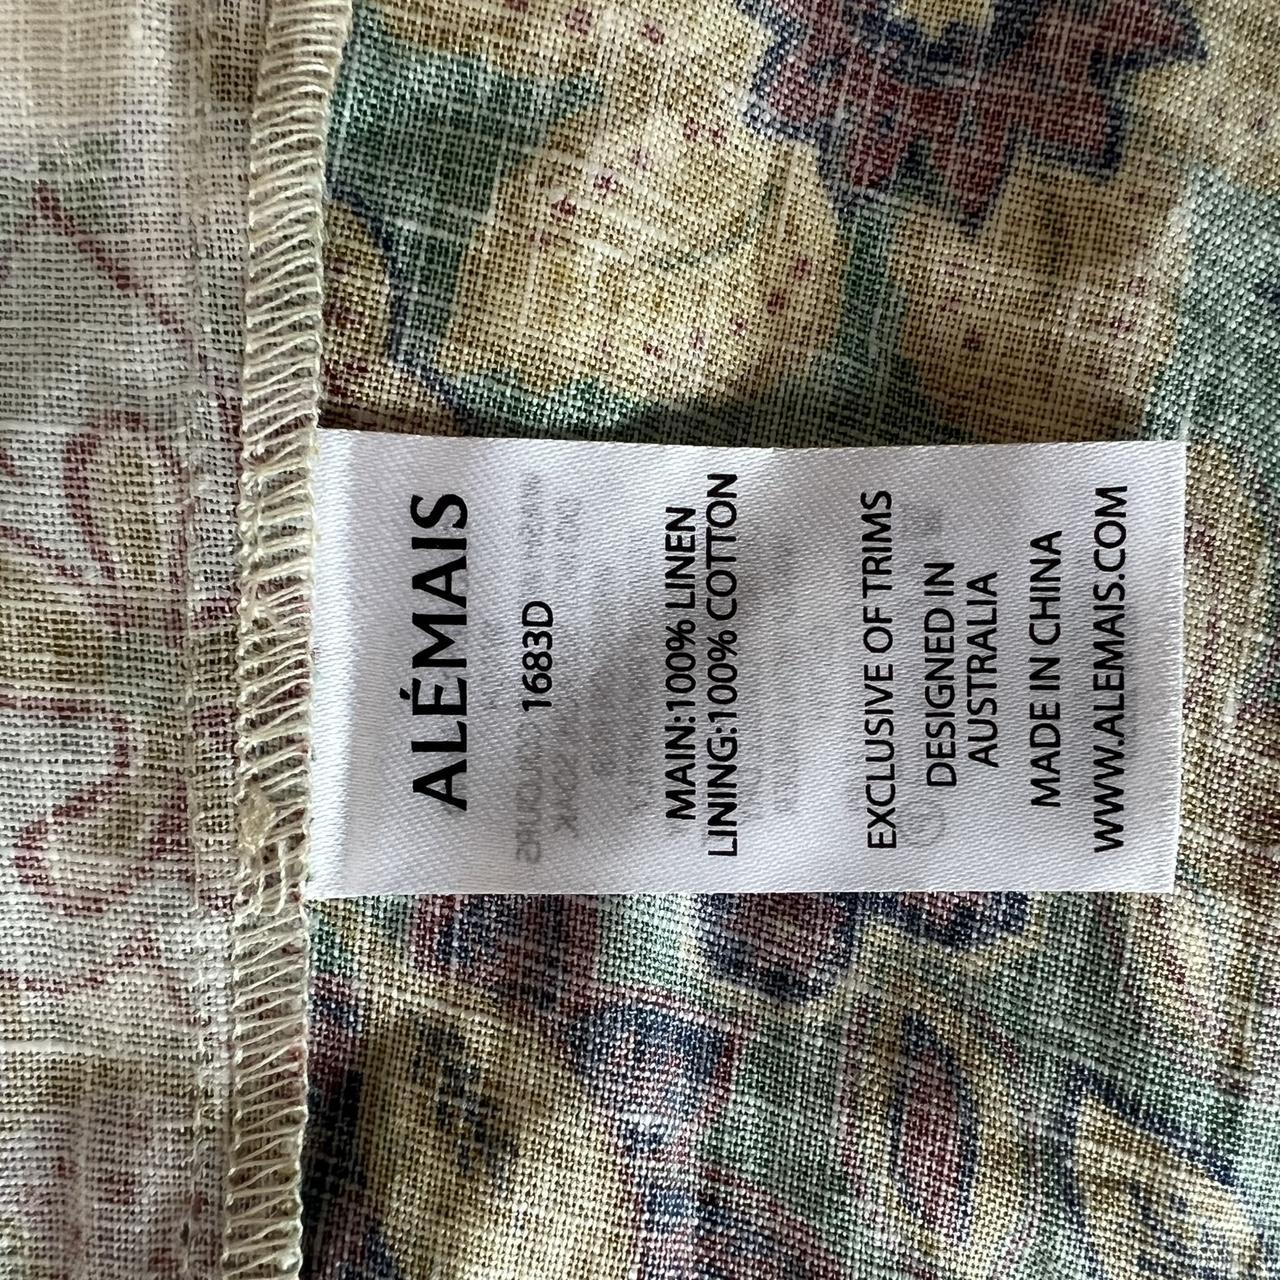 ALÉMAIS
1683D
MAIN:100% LINEN
LINING:100% COTTON
EXCLUSIVE OF TRIMS
DESIGNED IN
AUSTRALIA
MADE IN CHINA
WWW.ALEMAIS.COM